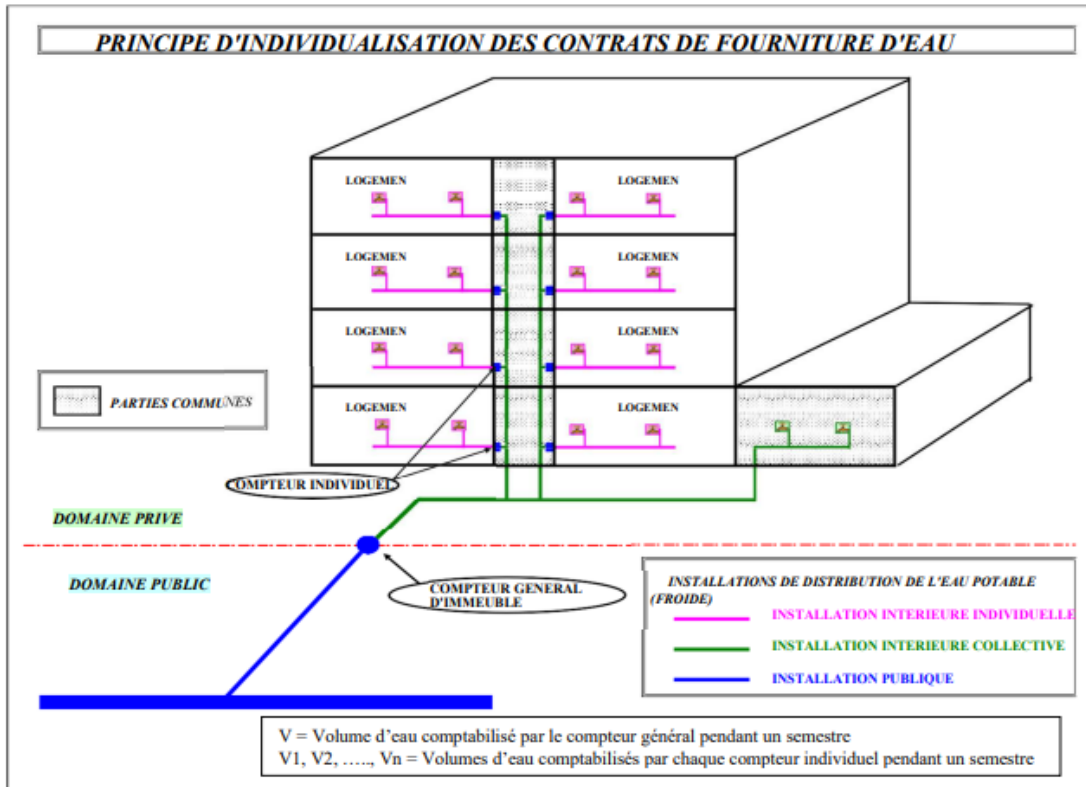 PRINCIPE D'INDIVIDUALISATION DES CONTRATS DE FOURNITURE D'EAU
LOGEMEN
LOGEMEN
LOGEMEN
LOGEMEN
LOGEMEN
LOGEMEN
PARTIES COMMUNES
LOGEMEN
LOGEMEN
OMPTEUR INDIVIDUEL
DOMAINE PRIVE
DOMAINE PUBLIC
COMPTEUR GENERAL
D'IMMEUBLE
INSTALLATIONS DE DISTRIBUTION DE L'EAU POTABLE
(FROIDE)
INSTALLATION INTERIEURE INDIVIDUELLE
INSTALLATION INTERIEURE COLLECTIVE
INSTALLATION PUBLIQUE
V = Volume d'eau comptabilisé par le compteur général pendant un semestre
V1, V2, ….., Vn = Volumes d'eau comptabilisés par chaque compteur individuel pendant un semestre